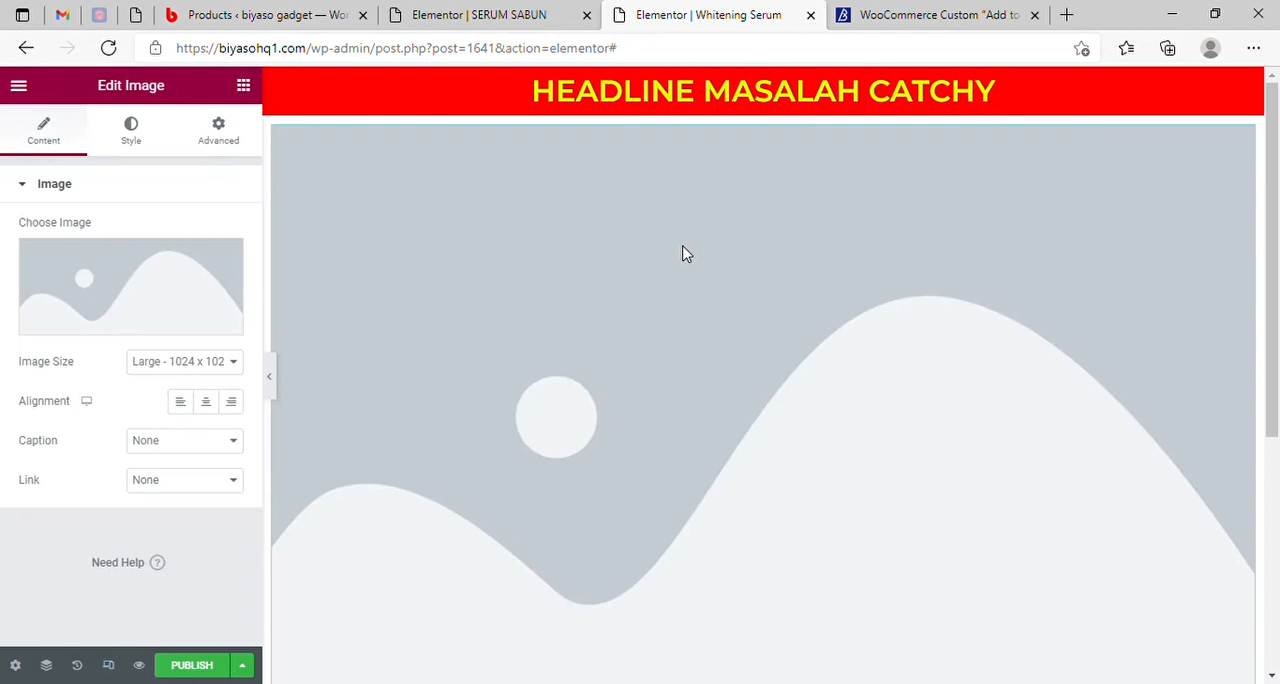 Products ‹ biyaso gadget — Wor
Elementor | SERUM SABUN
Elementor | Whitening Serum
WooCommerce Custom "Add to
https://biyasohq1.com/wp-admin/post.php?post=1641&action=elementor#
Edit Image
HEADLINE MASALAH CATCHY
Content
Style
Advanced
Image
Choose Image
Image Size
Large - 1024 x 102
Alignment
Caption
None
Link
None
Need Help ?
PUBLISH